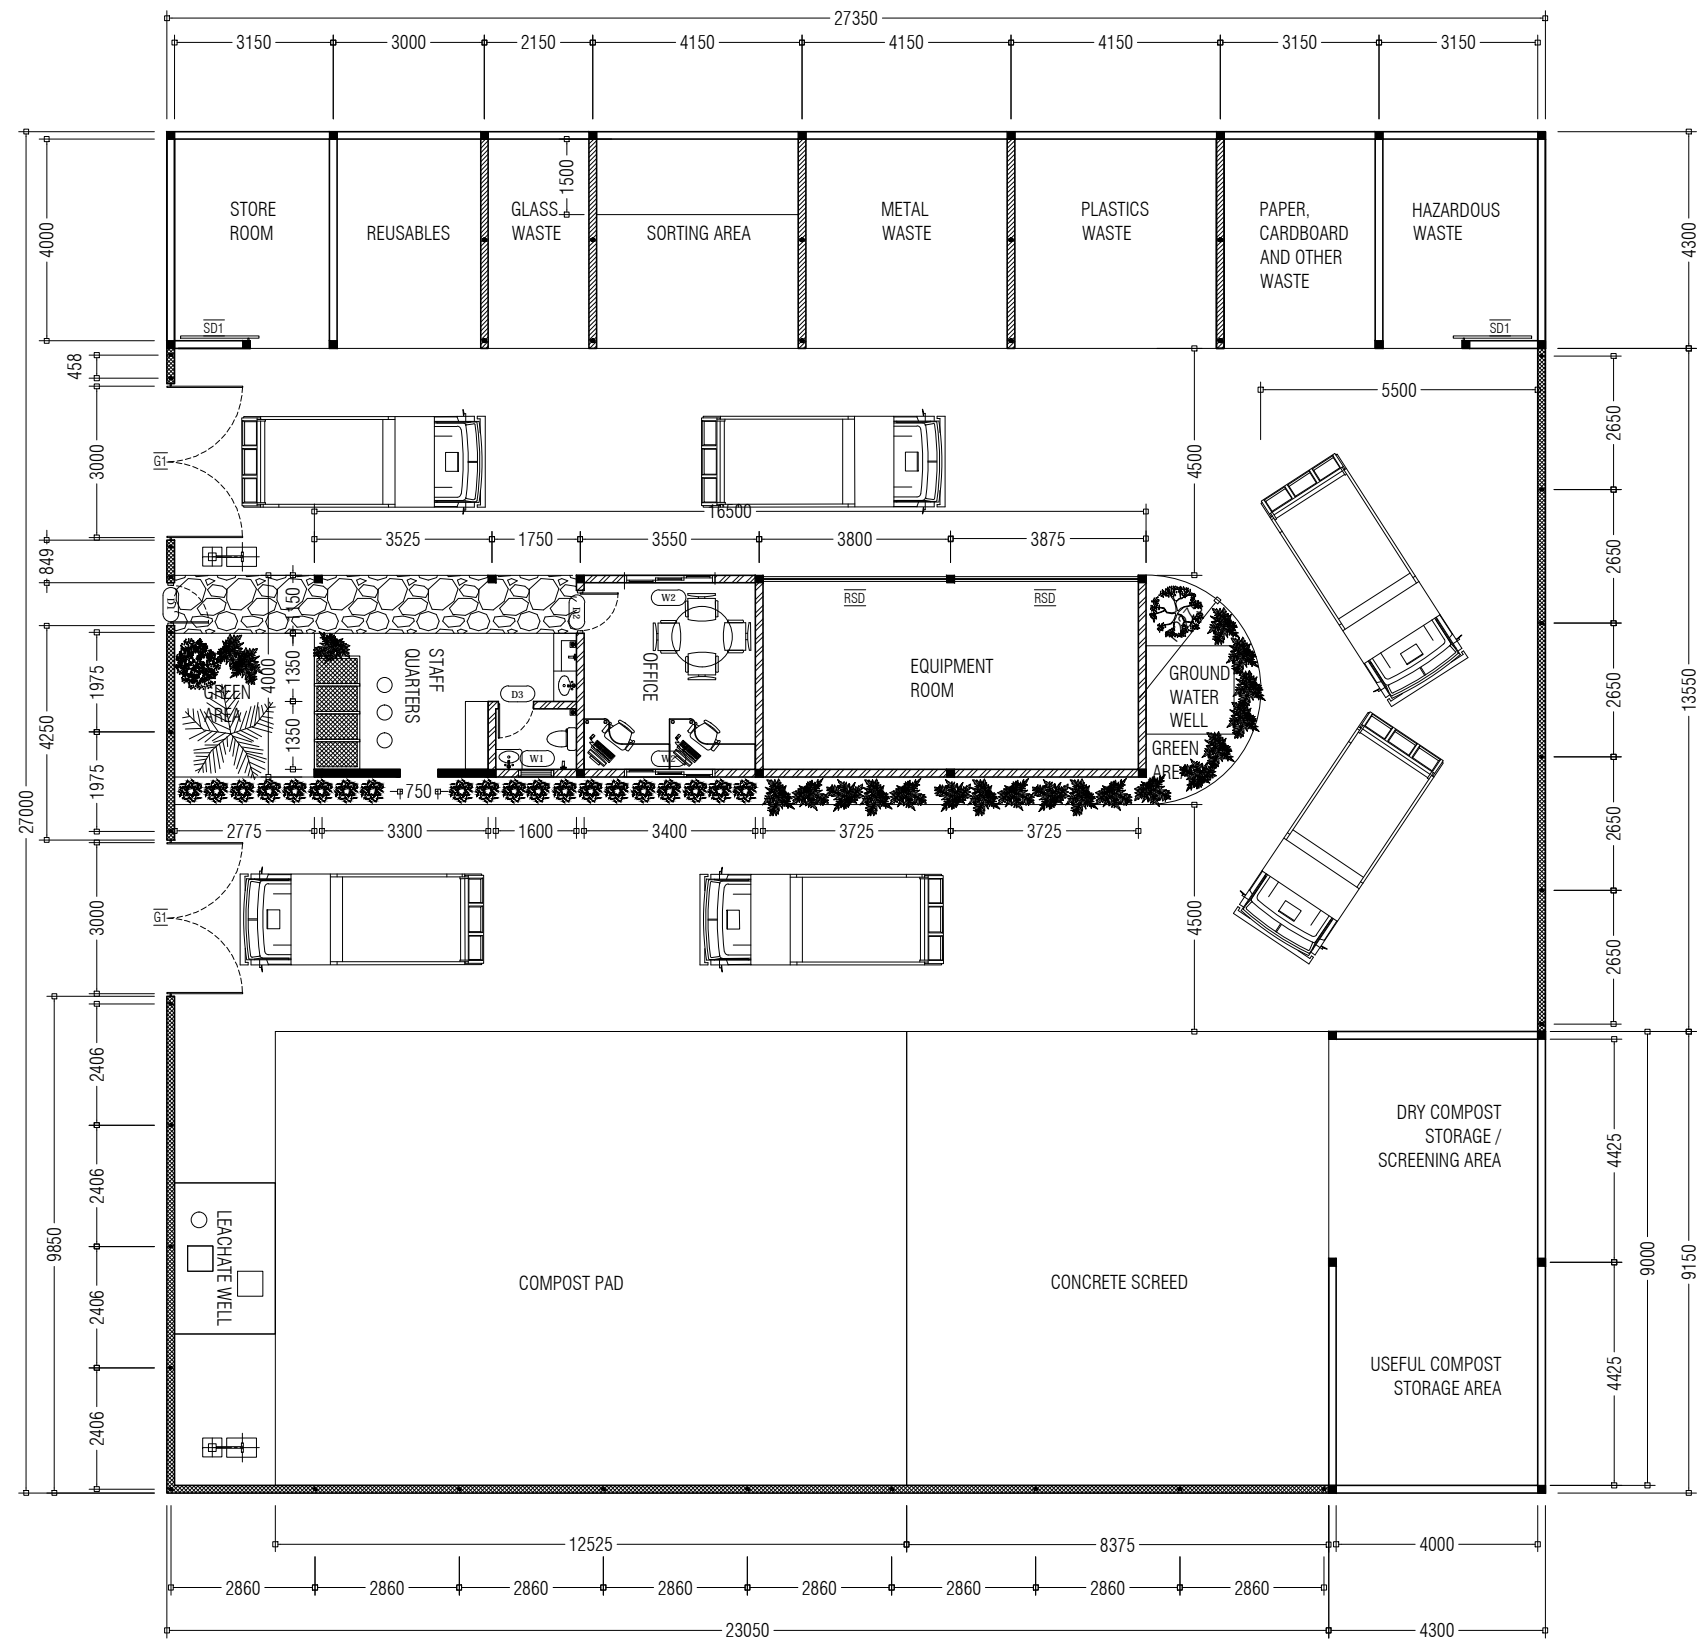 27350
3150 3000 2150 4150 4150 4150 3150 3150
1500
4000
4300
STORE
ROOM
REUSABLES
GLASS
WASTE
SORTING AREA
METAL
WASTE
PLASTICS
WASTE
PAPER,
CARDBOARD
AND OTHER
WASTE
HAZARDOUS
WASTE
SD1
SD1
458
3000
G1
849
5500
4500
2650
2650
2650
2650
2650
13550
16500
3525 1750 3550 3800 3875
D1
D2
W2
RSD
RSD
150
1350
4000
1350
GREEN
AREA
STAFF
QUARTERS
D3
W1
OFFICE
W2
EQUIPMENT
ROOM
GROUND
WATER
WELL
GREEN
AREA
1975
4250
1975
27000
750
2775 3300 1600 3400 3725 3725
3000
G1
4500
2406
2406
2406
2406
9850
LEACHATE WELL
COMPOST PAD
CONCRETE SCREED
DRY COMPOST
STORAGE /
SCREENING AREA
USEFUL COMPOST
STORAGE AREA
4425
4425
9000
9150
12525 8375 4000
2860 2860 2860 2860 2860 2860 2860 2860
23050 4300